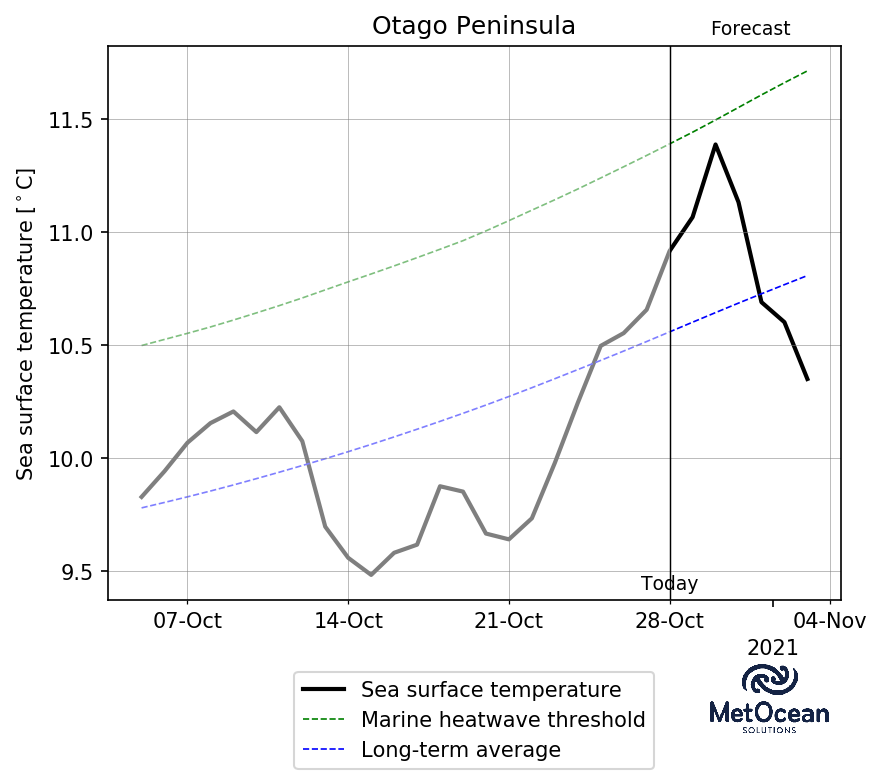 Otago Peninsula
Forecast
Sea surface temperature [°C]
11.5
11.0
10.5
10.0
9.5
Today
07-Oct 14-Oct 21-Oct 28-Oct 04-Nov
2021
Sea surface temperature
Marine heatwave threshold
Long-term average
MetOcean
SOLUTIONS